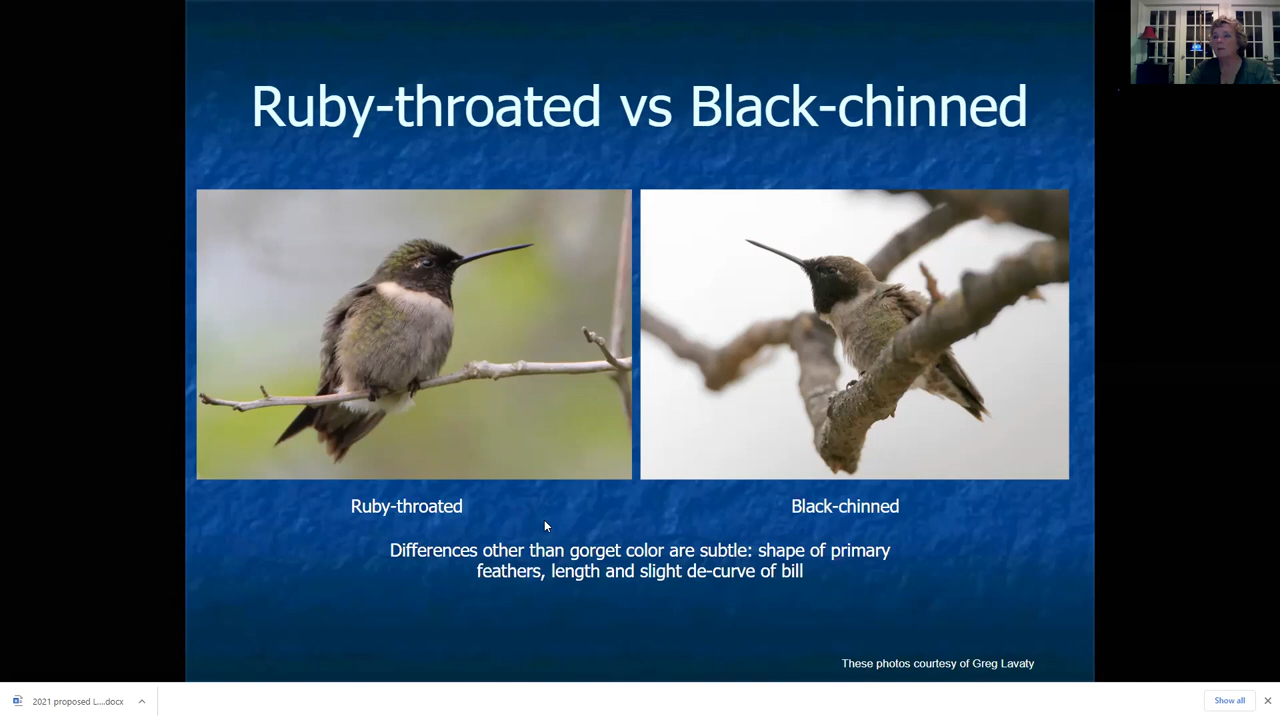 Ruby-throated vs Black-chinned
Ruby-throated
Black-chinned
Differences other than gorget color are subtle: shape of primary
feathers, length and slight de-curve of bill
These photos courtesy of Greg Lavaty
2021 proposed L....docx
Show all